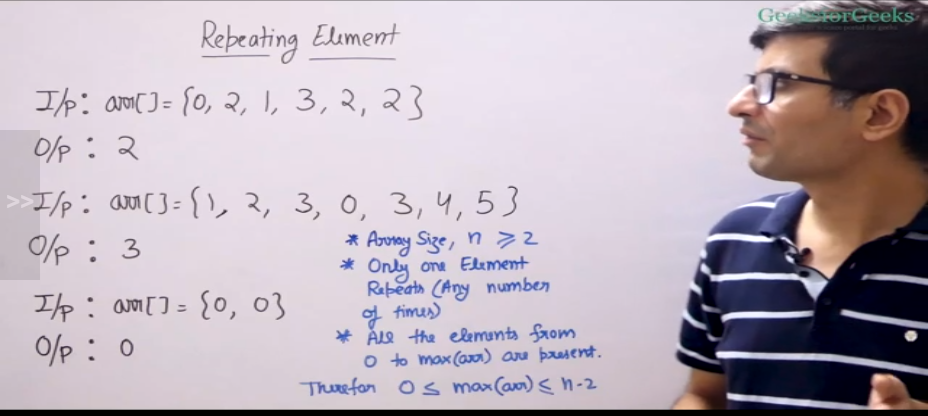 GeeksforGeeks
Repeating Element
I/p: arr[]= {0, 2, 1, 3, 2, 2}
O/p : 2
>> I/p: arr[]= {1, 2, 3, 0, 3, 4, 5}
O/p : 3
* Array Size, n ≥ 2
* Only one Element
Repeats (Any number
of times)
* All the elements from
0 to max(arr) are present.
Therefor 0 ≤ max(arr) ≤ n-2
I/p : arr[] = {0, 0}
O/p : 0